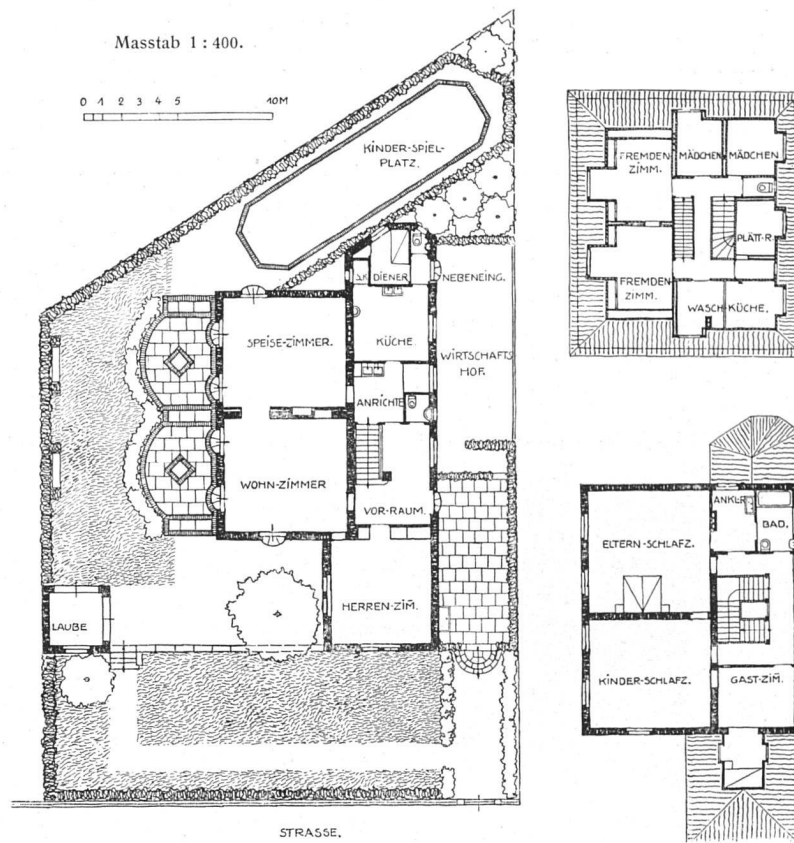 Masstab 1 : 400.
0 1 2 3 4 5 10M
KINDER-SPIEL-
PLATZ.
DIENER
NEBENEING.
SPEISE-ZIMMER.
KÜCHE
WIRTSCHAFTS
HOF.
ANRICHTE
WOHN-ZIMMER
VOR-RAUM.
HERREN-ZIM̄.
LAUBE
STRASSE.
FREMDEN-
ZIMM.
MÄDCHEN
MÄDCHEN
PLÄTT-R.
FREMDEN
ZIMM.
WASCH-KÜCHE.
ANKLR
BAD.
ELTERN-SCHLAFZ.
KINDER-SCHLAFZ.
GAST-ZIM̄.